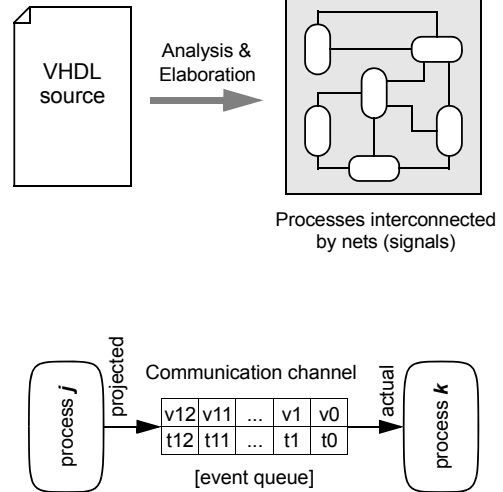 VHDL
source
Analysis &
Elaboration
Processes interconnected
by nets (signals)
process j
projected
Communication channel
v12 v11 ... v1 v0
t12 t11 ... t1 t0
[event queue]
actual
process k